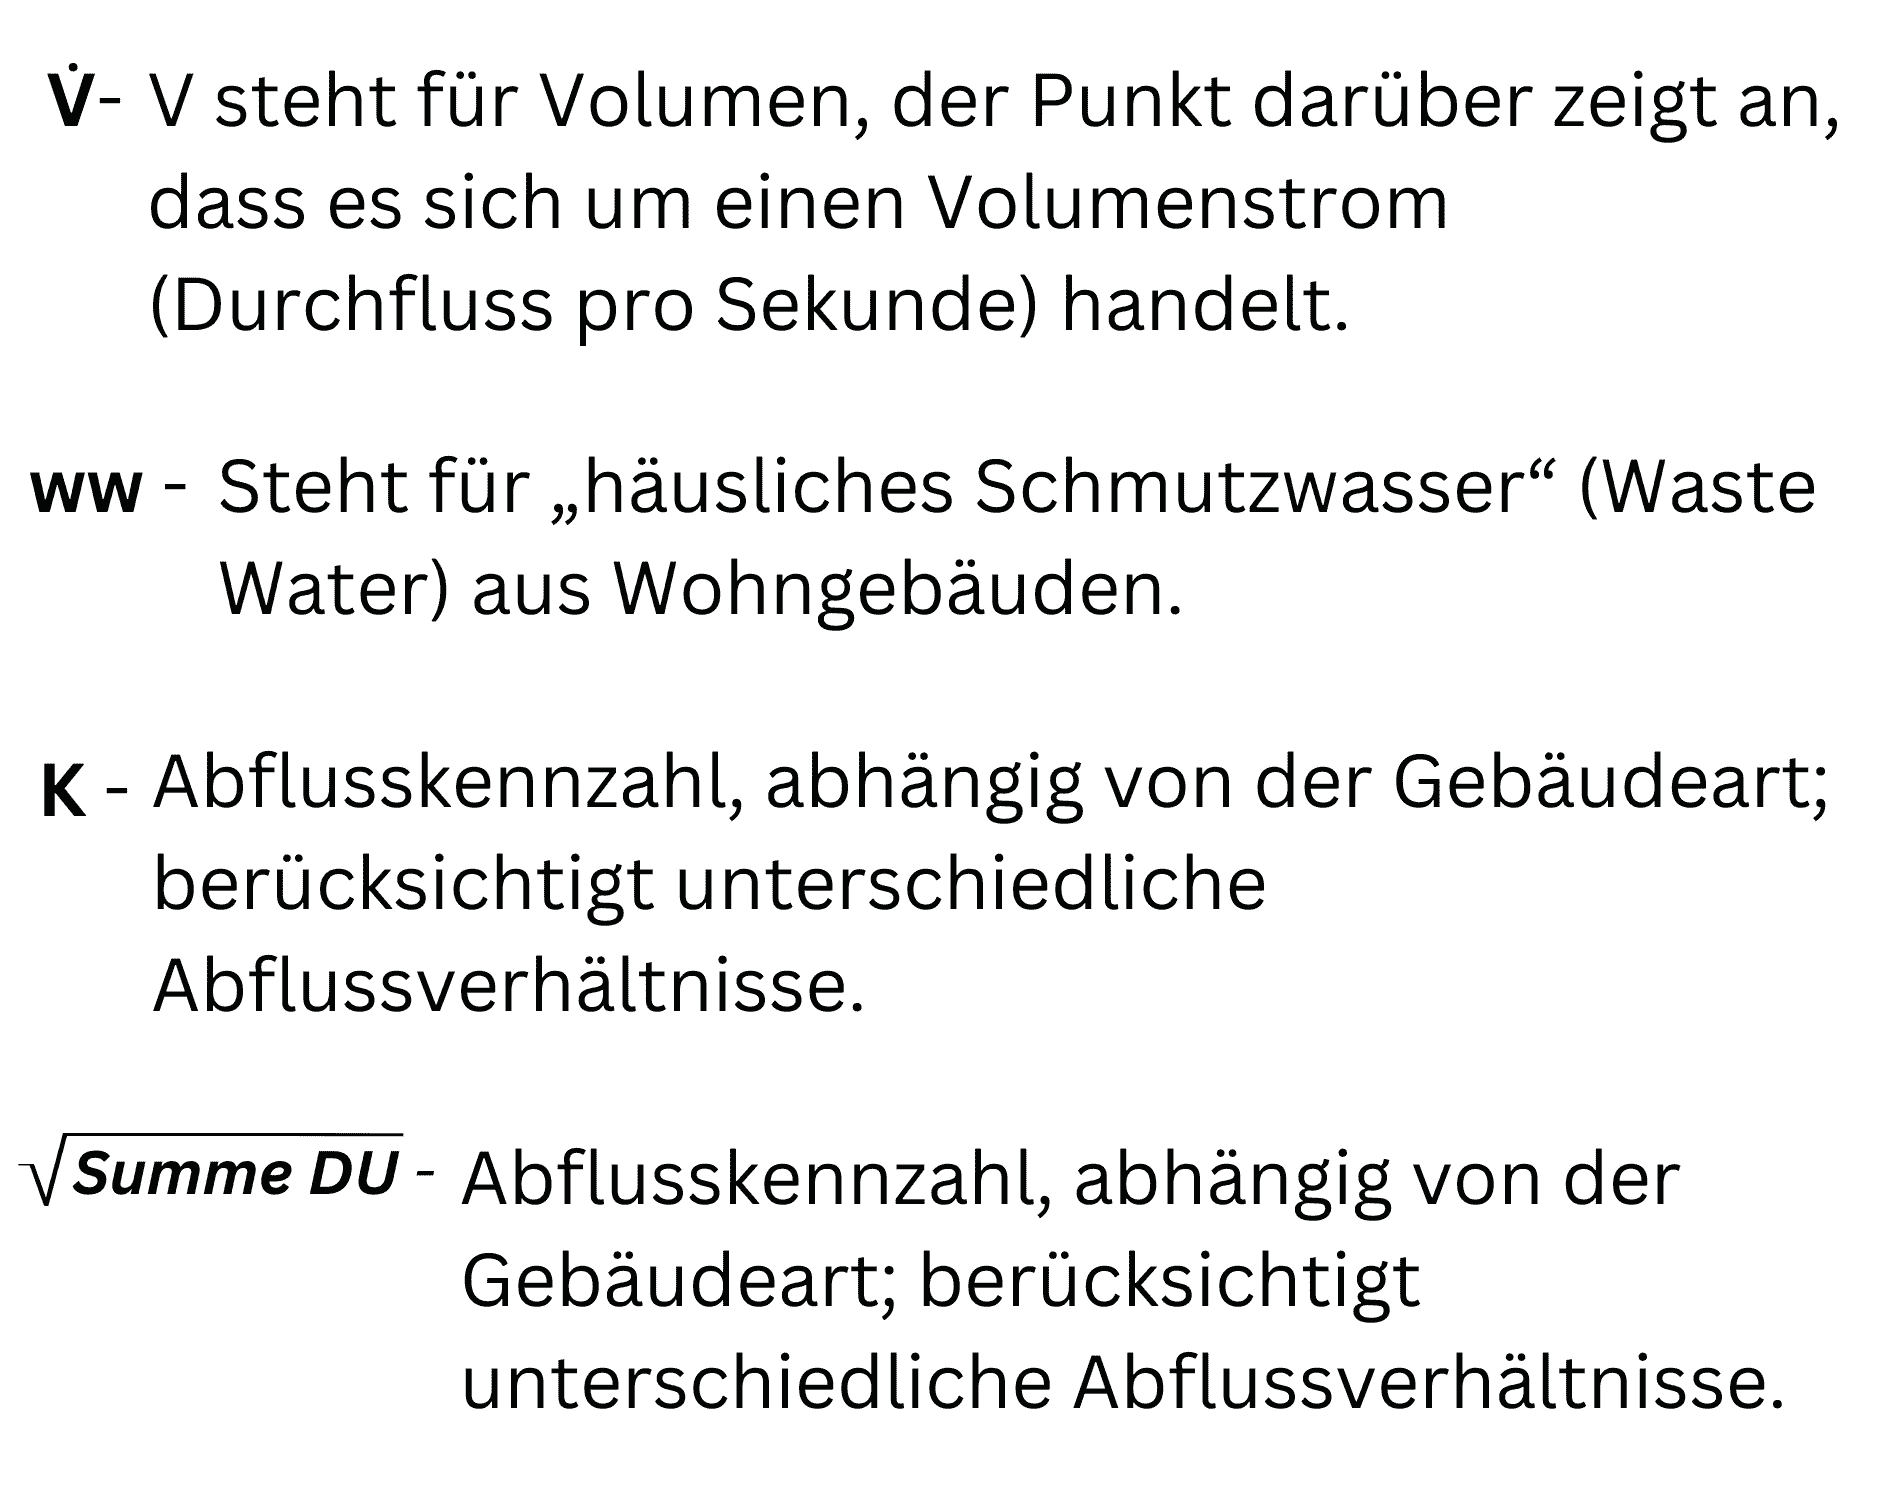 V̇- V steht für Volumen, der Punkt darüber zeigt an,
dass es sich um einen Volumenstrom
(Durchfluss pro Sekunde) handelt.
ww - Steht für „häusliches Schmutzwasser“ (Waste
Water) aus Wohngebäuden.
K - Abflusskennzahl, abhängig von der Gebäudeart;
berücksichtigt unterschiedliche
Abflussverhältnisse.
√Summe DU - Abflusskennzahl, abhängig von der
Gebäudeart; berücksichtigt
unterschiedliche Abflussverhältnisse.